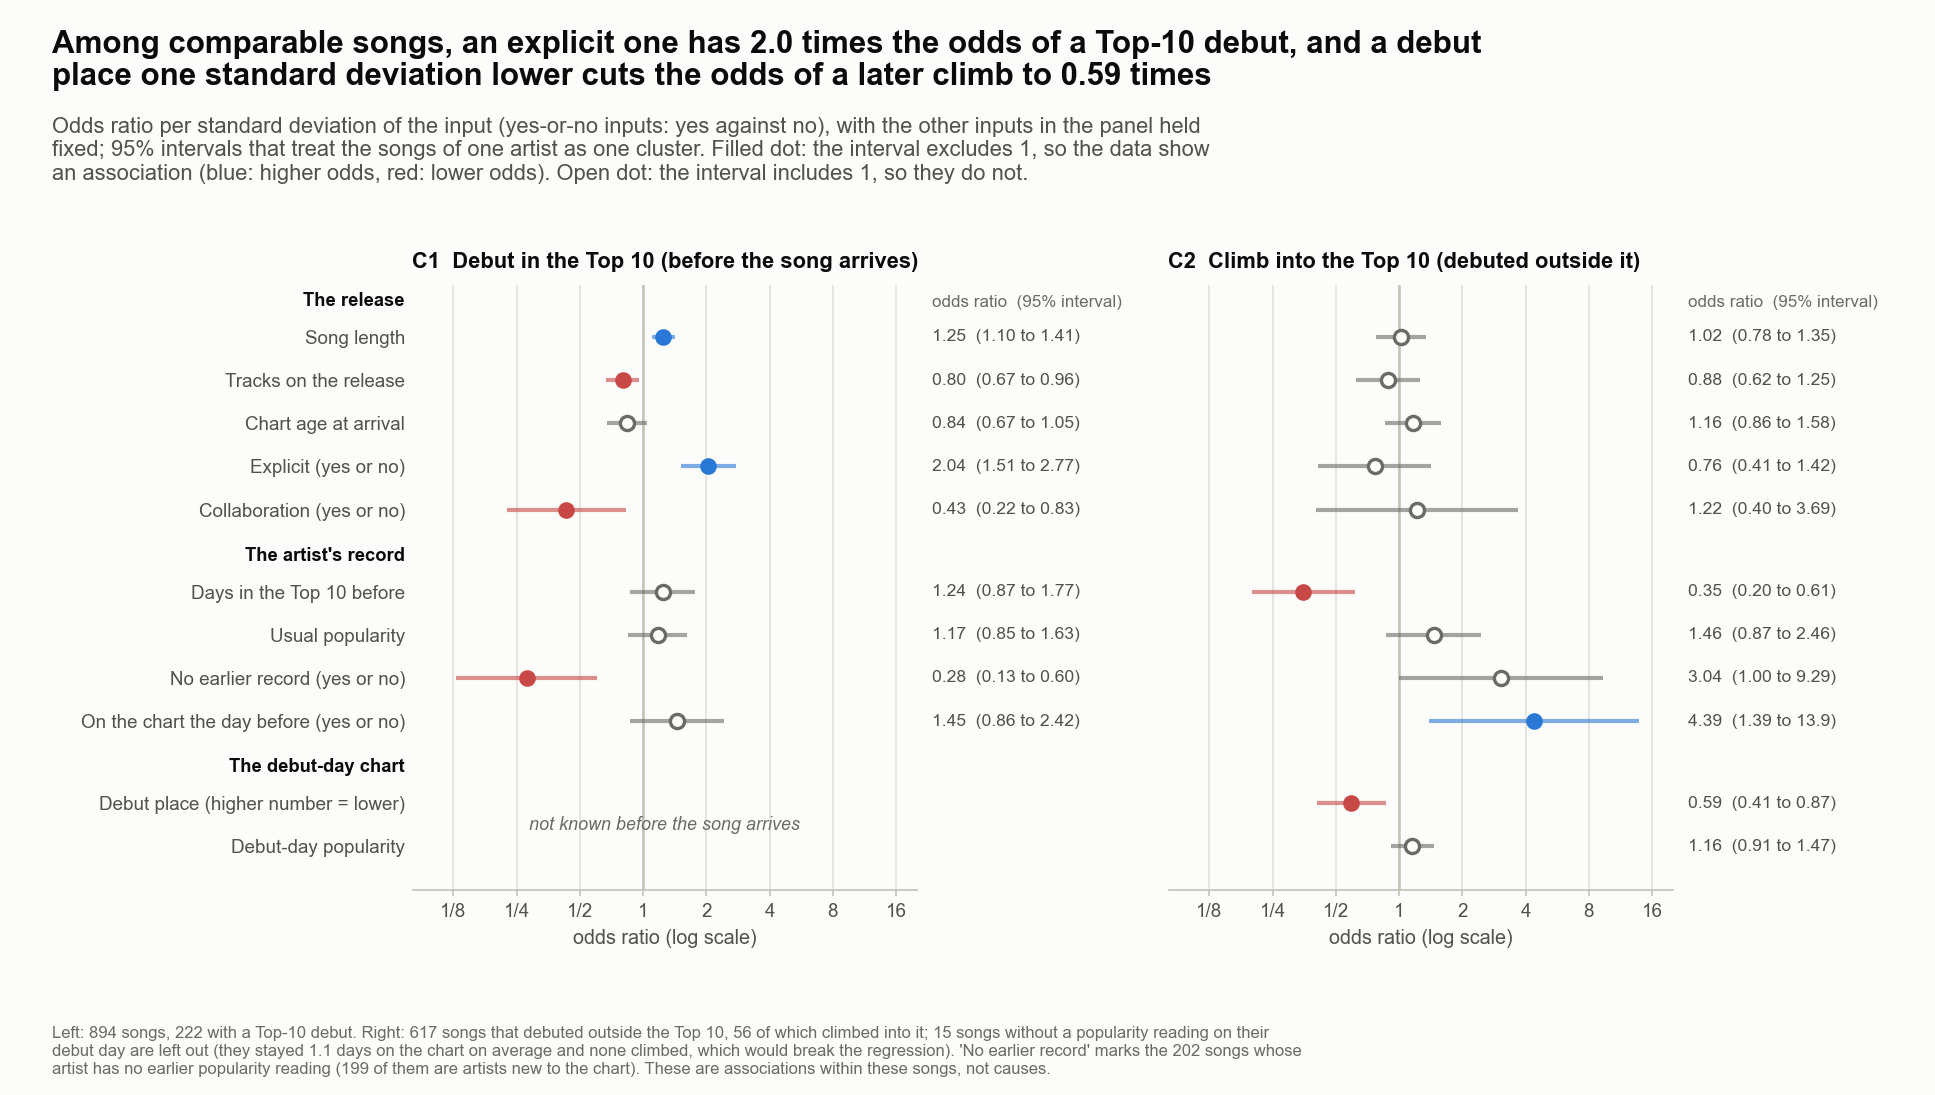 Among comparable songs, an explicit one has 2.0 times the odds of a Top-10 debut, and a debut
place one standard deviation lower cuts the odds of a later climb to 0.59 times
Odds ratio per standard deviation of the input (yes-or-no inputs: yes against no), with the other inputs in the panel held
fixed; 95% intervals that treat the songs of one artist as one cluster. Filled dot: the interval excludes 1, so the data show
an association (blue: higher odds, red: lower odds). Open dot: the interval includes 1, so they do not.
C1 Debut in the Top 10 (before the song arrives)
C2 Climb into the Top 10 (debuted outside it)
The release
odds ratio (95% interval)
odds ratio (95% interval)
Song length
1.25 (1.10 to 1.41)
1.02 (0.78 to 1.35)
Tracks on the release
0.80 (0.67 to 0.96)
0.88 (0.62 to 1.25)
Chart age at arrival
0.84 (0.67 to 1.05)
1.16 (0.86 to 1.58)
Explicit (yes or no)
2.04 (1.51 to 2.77)
0.76 (0.41 to 1.42)
Collaboration (yes or no)
0.43 (0.22 to 0.83)
1.22 (0.40 to 3.69)
The artist's record
Days in the Top 10 before
1.24 (0.87 to 1.77)
0.35 (0.20 to 0.61)
Usual popularity
1.17 (0.85 to 1.63)
1.46 (0.87 to 2.46)
No earlier record (yes or no)
0.28 (0.13 to 0.60)
3.04 (1.00 to 9.29)
On the chart the day before (yes or no)
1.45 (0.86 to 2.42)
4.39 (1.39 to 13.9)
The debut-day chart
Debut place (higher number = lower)
0.59 (0.41 to 0.87)
not known before the song arrives
Debut-day popularity
1.16 (0.91 to 1.47)
1/8 1/4 1/2 1 2 4 8 16
1/8 1/4 1/2 1 2 4 8 16
odds ratio (log scale)
odds ratio (log scale)
Left: 894 songs, 222 with a Top-10 debut. Right: 617 songs that debuted outside the Top 10, 56 of which climbed into it; 15 songs without a popularity reading on their
debut day are left out (they stayed 1.1 days on the chart on average and none climbed, which would break the regression). 'No earlier record' marks the 202 songs whose
artist has no earlier popularity reading (199 of them are artists new to the chart). These are associations within these songs, not causes.